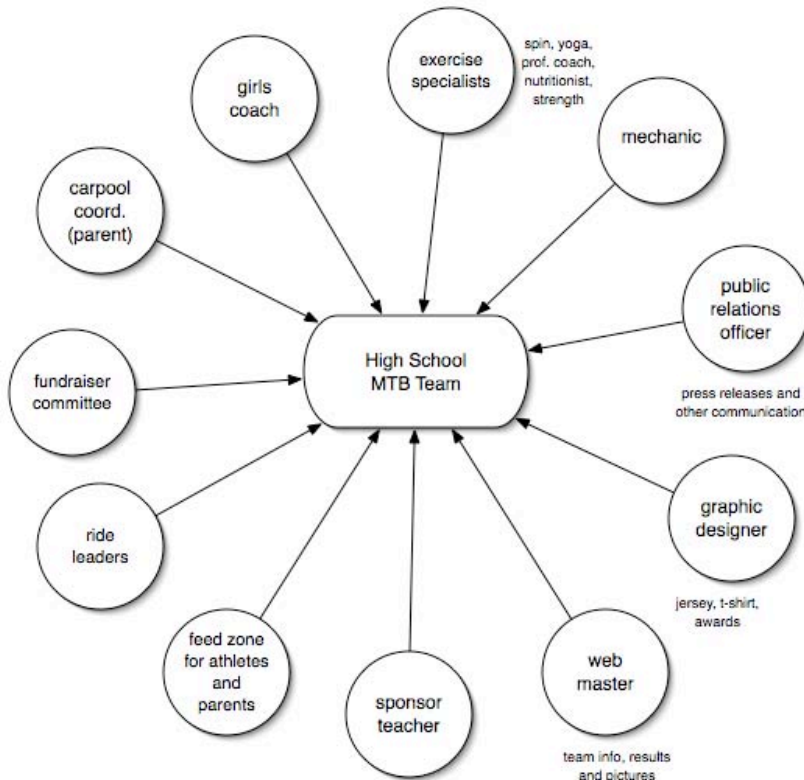 exercise
specialists
spin, yoga,
prof. coach,
nutritionist,
strength
girls
coach
mechanic
carpool
coord.
(parent)
public
relations
officer
press releases and
other communication
High School
MTB Team
fundraiser
committee
graphic
designer
jersey, t-shirt,
awards
ride
leaders
feed zone
for athletes
and
parents
sponsor
teacher
web
master
team info, results
and pictures